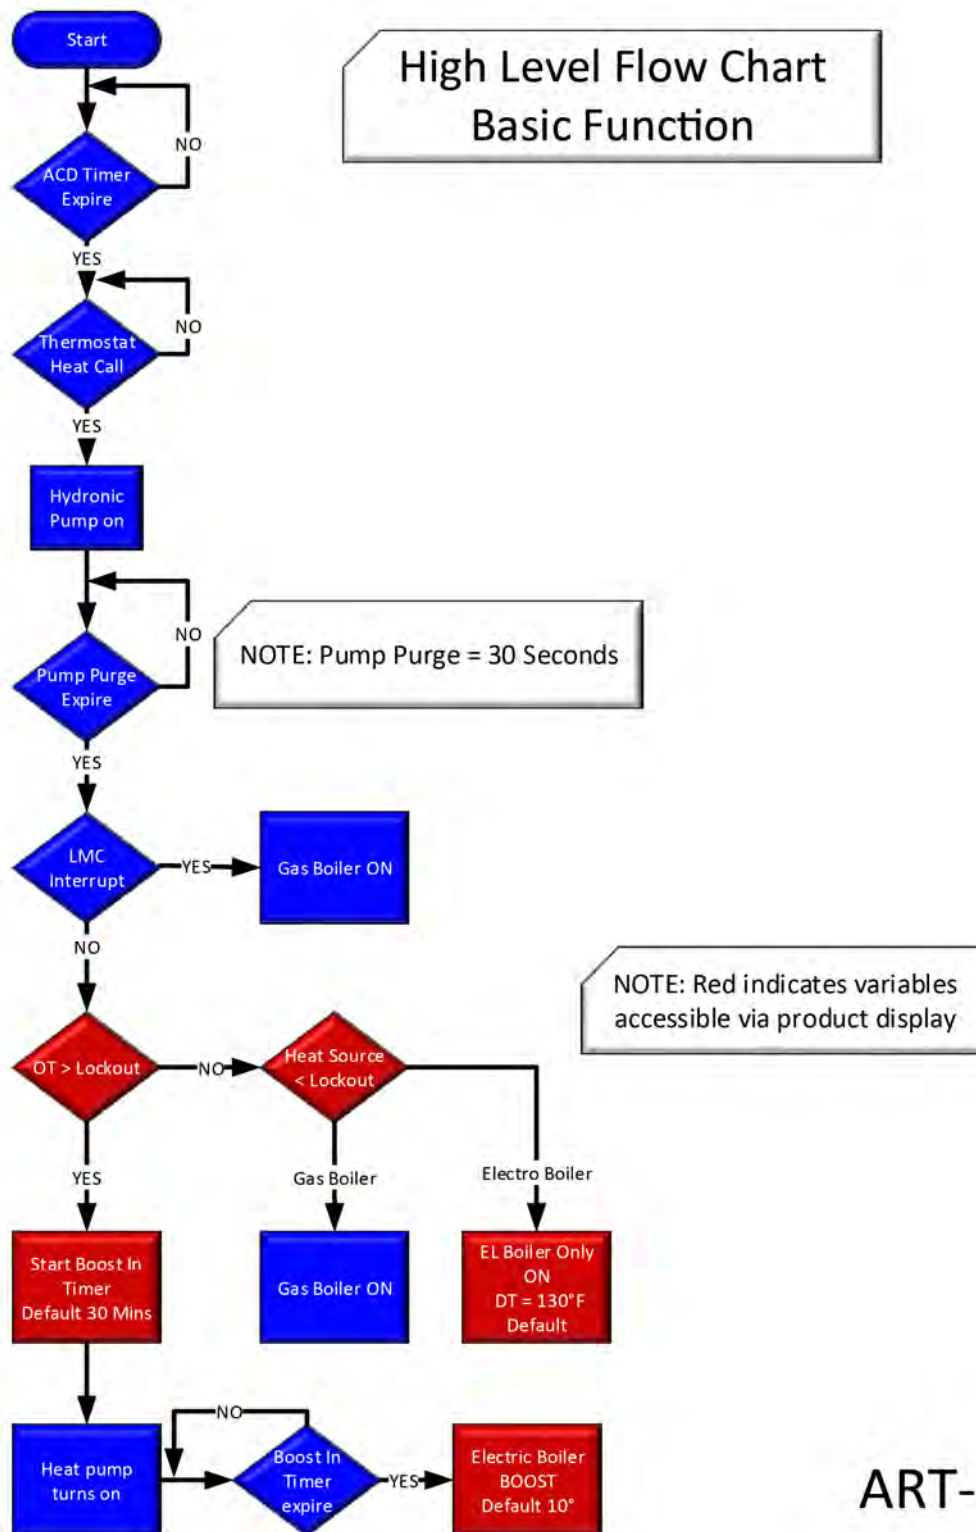 Start
High Level Flow Chart
Basic Function
NO
ACD Timer
Expire
YES
NO
Thermostat
Heat Call
YES
Hydronic
Pump on
NO
NOTE: Pump Purge = 30 Seconds
Pump Purge
Expire
YES
LMC
Interrupt
YES
Gas Boiler ON
NO
NOTE: Red indicates variables
accessible via product display
OT > Lockout
NO
Heat Source
< Lockout
YES
Gas Boiler
Electro Boiler
Start Boost In
Timer
Default 30 Mins
Gas Boiler ON
EL Boiler Only
ON
DT = 130°F
Default
NO
Heat pump
turns on
Boost In
Timer
expire
YES
Electric Boiler
BOOST
Default 10°
ART-